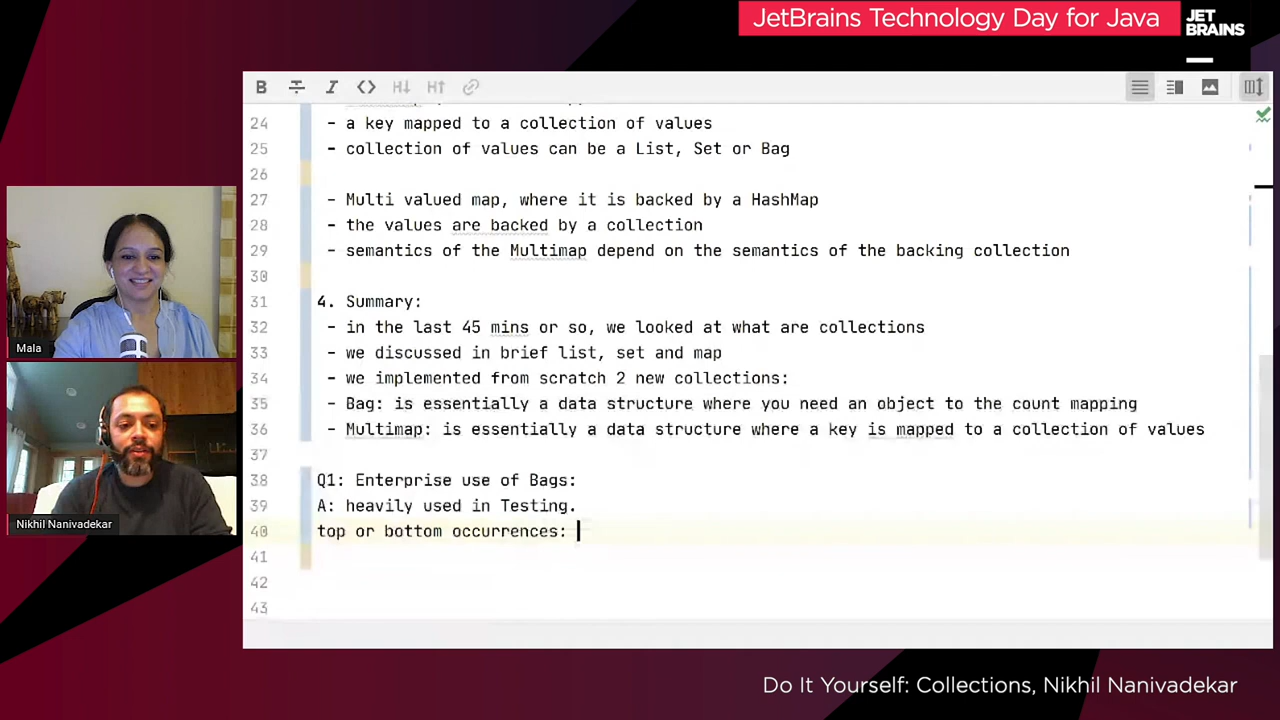 JetBrains Technology Day for Java
JET
BRAINS
B I <>
24 - a key mapped to a collection of values
25 - collection of values can be a List, Set or Bag
26
27 - Multi valued map, where it is backed by a HashMap
28 - the values are backed by a collection
29 - semantics of the Multimap depend on the semantics of the backing collection
30
31 4. Summary:
32 - in the last 45 mins or so, we looked at what are collections
33 - we discussed in brief list, set and map
34 - we implemented from scratch 2 new collections:
35 - Bag: is essentially a data structure where you need an object to the count mapping
36 - Multimap: is essentially a data structure where a key is mapped to a collection of values
37
38 Q1: Enterprise use of Bags:
39 A: heavily used in Testing.
40 top or bottom occurrences:
41
42
43
Mala
Nikhil Nanivadekar
Do It Yourself: Collections, Nikhil Nanivadekar